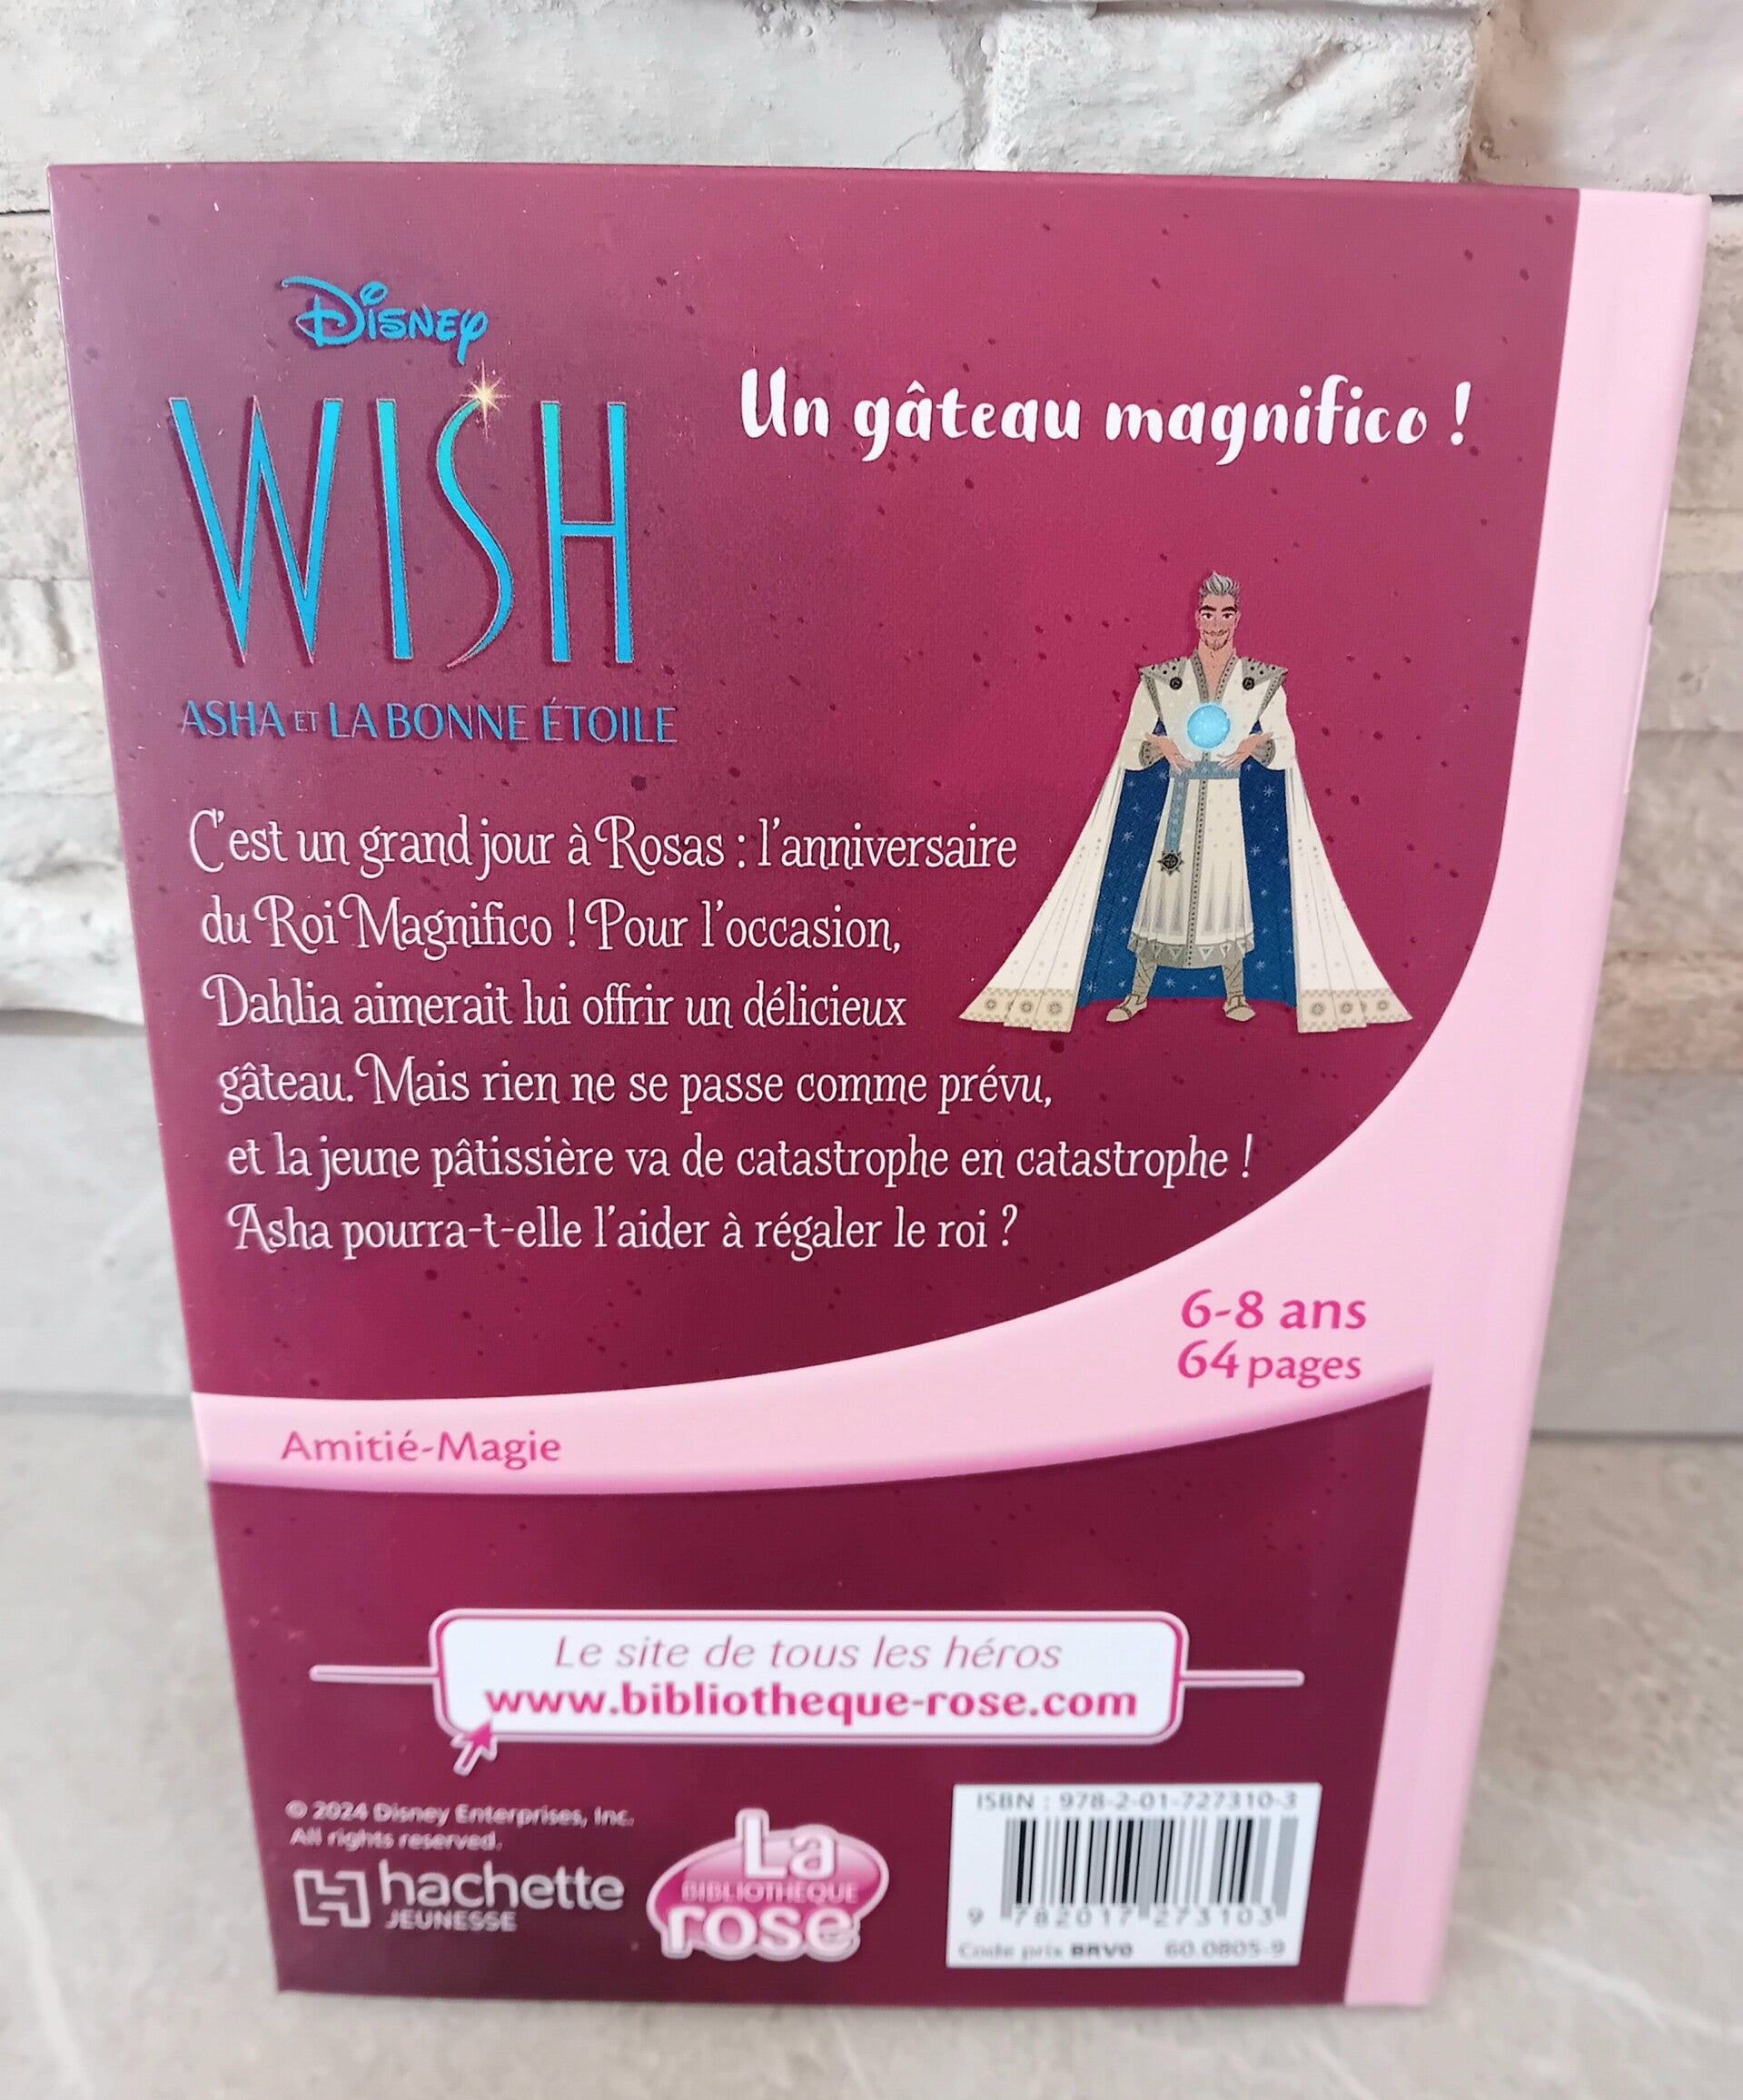 Disney
WISH
ASHA ET LA BONNE ÉTOILE
Un gâteau magnifico !
C'est un grand jour à Rosas : l'anniversaire
du Roi Magnifico ! Pour l'occasion,
Dahlia aimerait lui offrir un délicieux
gâteau. Mais rien ne se passe comme prévu,
et la jeune pâtissière va de catastrophe en catastrophe !
Asha pourra-t-elle l'aider à régaler le roi ?
6-8 ans
64 pages
Amitié-Magie
Le site de tous les héros
www.bibliotheque-rose.com
© 2024 Disney Enterprises, Inc.
All rights reserved.
hachette
JEUNESSE
La
BIBLIOTHÈQUE
rose
ISBN : 978-2-01-727310-3
9 782017 273103
Code prix BRV0 60.0805-9